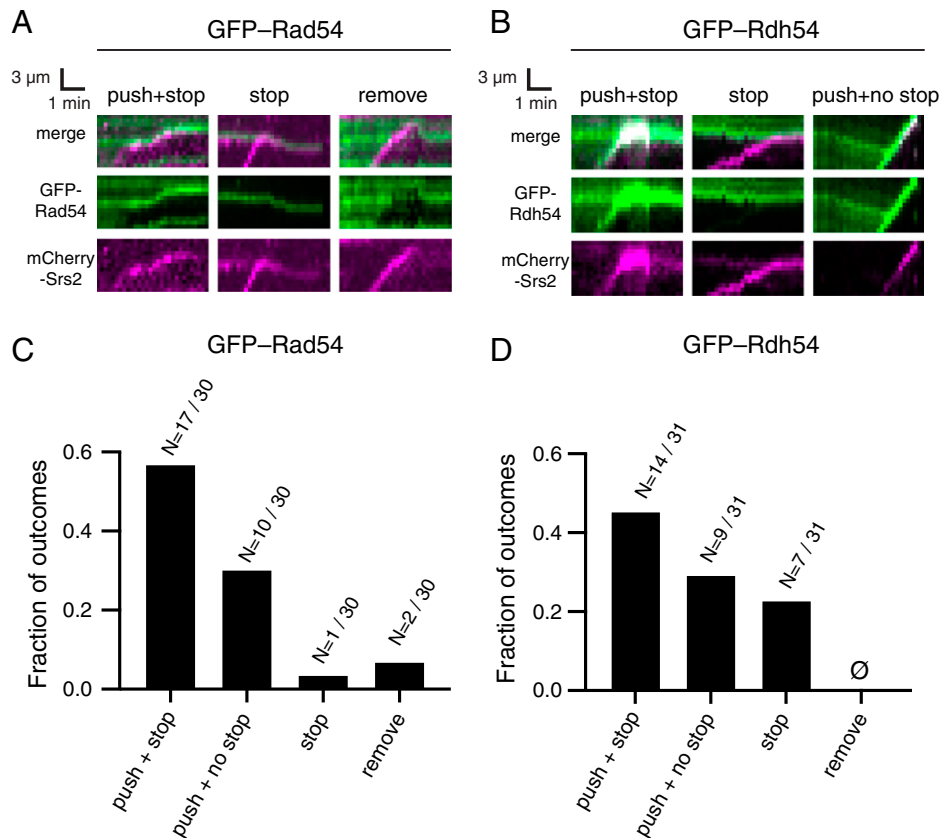 A
GFP–Rad54
3 µm
1 min
push+stop
stop
remove
merge
GFP-
Rad54
mCherry
-Srs2
B
GFP–Rdh54
3 µm
1 min
push+stop
stop
push+no stop
merge
GFP-
Rdh54
mCherry
-Srs2
C
GFP–Rad54
Fraction of outcomes
0.6
0.4
0.2
0.0
N=17 / 30
N=10 / 30
N=1 / 30
N=2 / 30
push + stop
push + no stop
stop
remove
D
GFP–Rdh54
Fraction of outcomes
0.6
0.4
0.2
0.0
N=14 / 31
N=9 / 31
N=7 / 31
Ø
push + stop
push + no stop
stop
remove